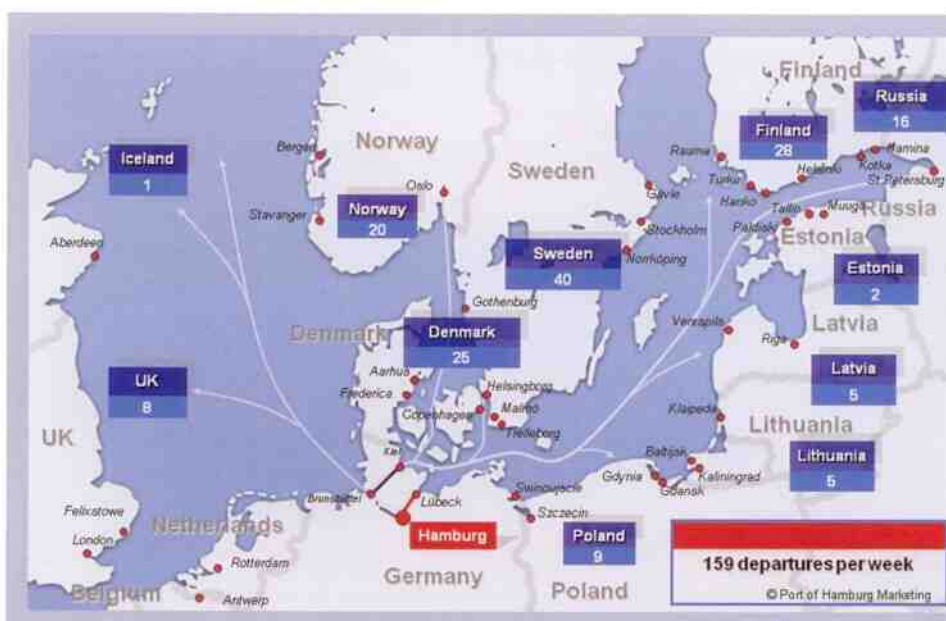 Finland
Russia
16
Iceland
1
Bergen
Norway
Rauma
Finland
28
Hamina
Kotka
Helsinki
Turku
Hanko
St.Petersburg
Oslo
Sweden
Gävle
Stavanger
Norway
20
Tallin
Muuga
Russia
Paldiski
Estonia
Stockholm
Aberdeen
Norrköping
Sweden
40
Estonia
2
Gothenburg
Denmark
Denmark
25
Ventspils
Riga
Latvia
UK
8
Aarhus
Frederica
Helsingborg
Copenhagen
Malmö
Trelleborg
Latvia
5
Klaipeda
Lithuania
UK
Kiel
Baltijsk
Kaliningrad
Gdynia
Gdansk
Lithuania
5
Brunsbüttel
Lübeck
Swinoujscie
Szczecin
Felixstowe
Netherlands
Hamburg
Poland
9
London
Rotterdam
Germany
Poland
Belgium
Antwerp
159 departures per week
© Port of Hamburg Marketing